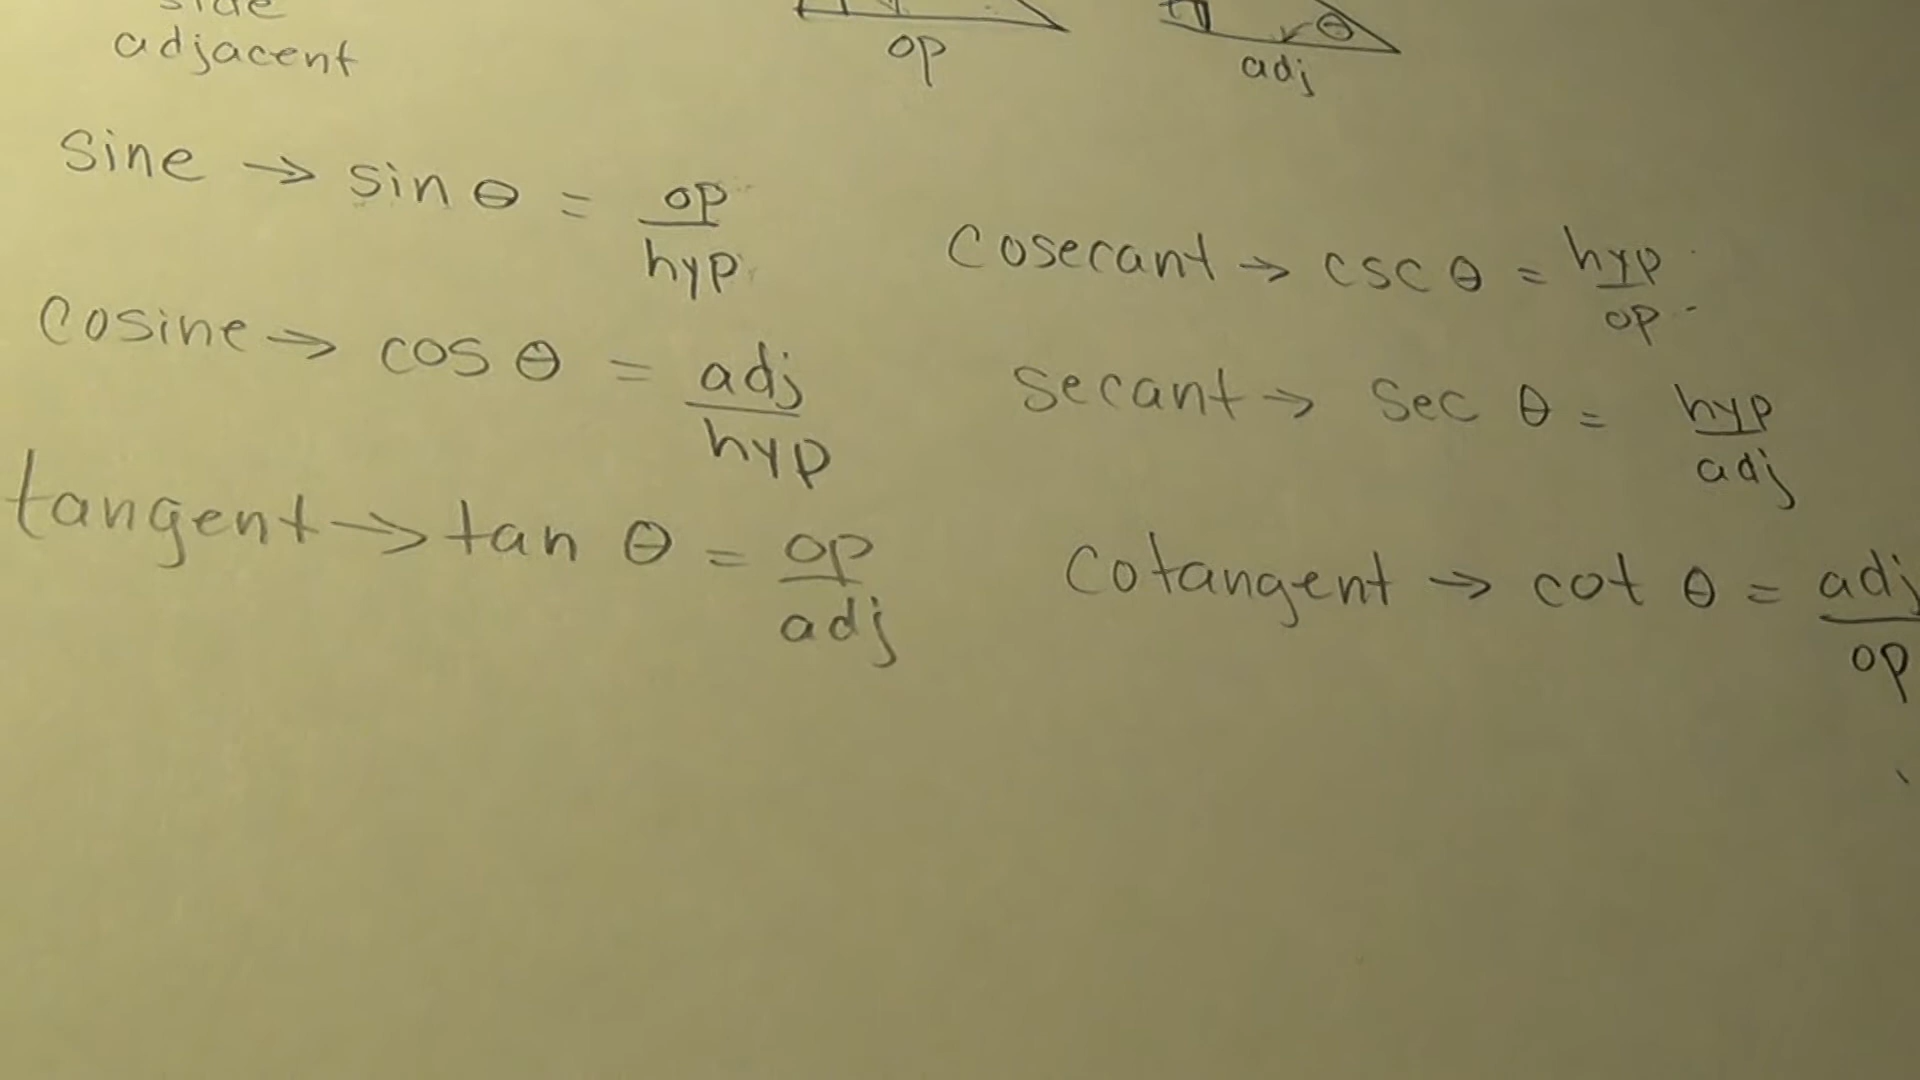 side
adjacent
op
θ
adj
sine → sin θ = op/hyp
cosecant → csc θ = hyp/op
cosine → cos θ = adj/hyp
secant → sec θ = hyp/adj
tangent → tan θ = op/adj
cotangent → cot θ = adj/op